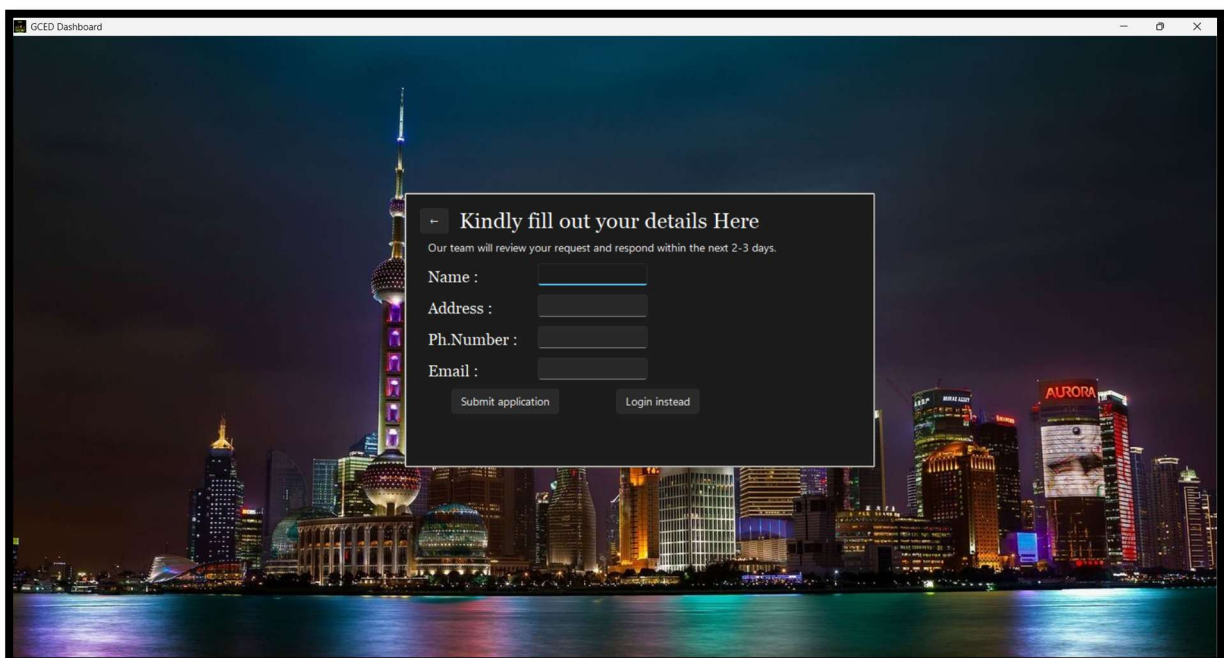 GCED Dashboard
← Kindly fill out your details Here
Our team will review your request and respond within the next 2-3 days.
Name :
Address :
Ph.Number :
Email :
Submit application Login instead
AURORA